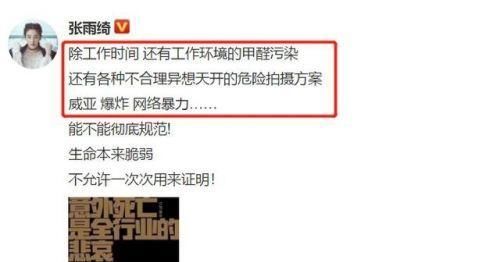 张雨绮
除工作时间 还有工作环境的甲醛污染
还有各种不合理异想天开的危险拍摄方案
威亚 爆炸 网络暴力……
能不能彻底规范!
生命本来脆弱
不允许一次次用来证明！
意外死亡
是全行业的
悲哀